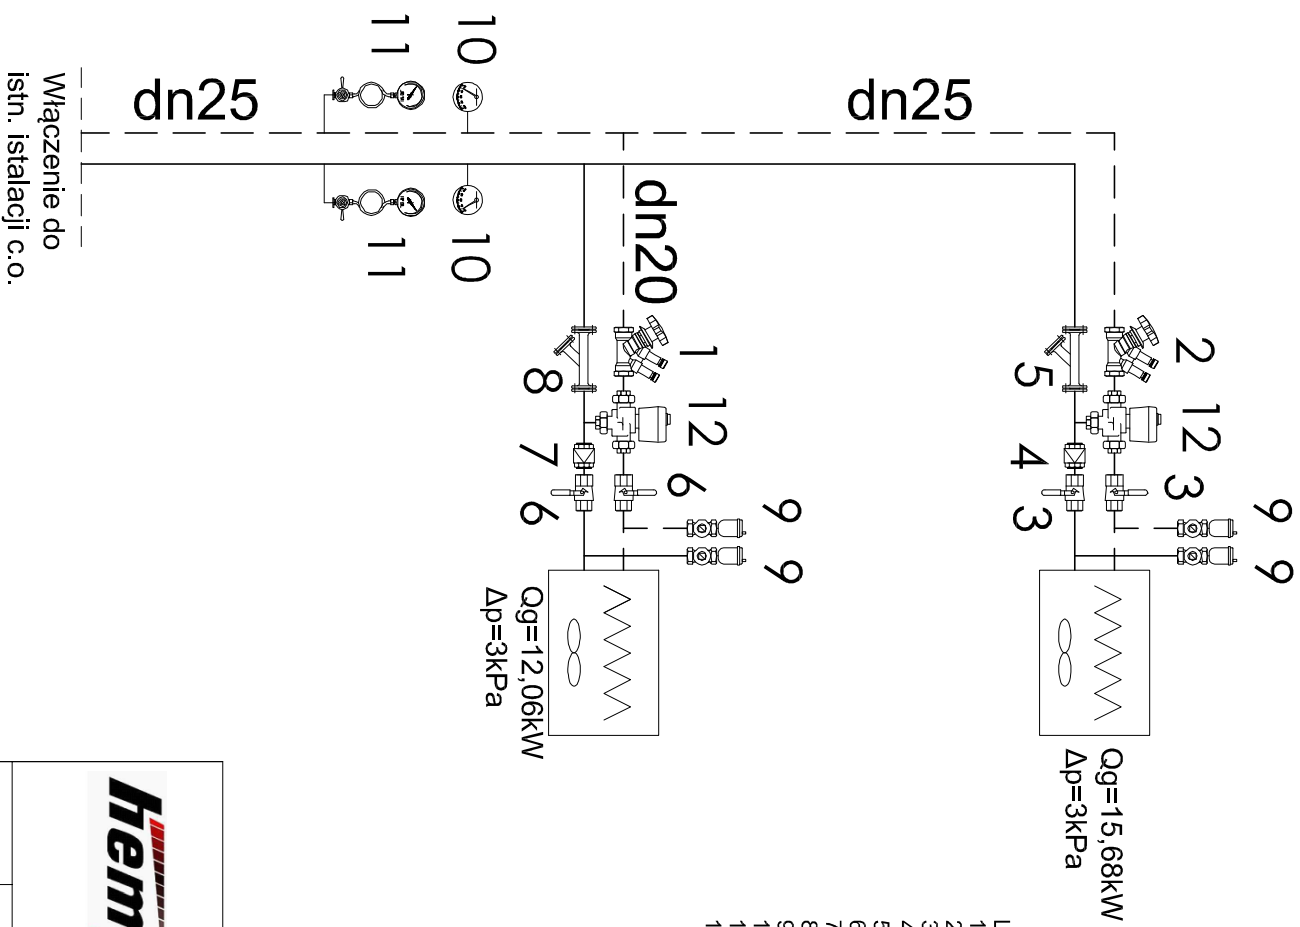 10
11
dn25
dn25
Włączenie do
istn. istalacji c.o.
11
10
dn20
1
12
6
9
9
8
7
6
2
12
3
9
9
5
4
3
Qg=12,06kW
Δp=3kPa
Qg=15,68kW
Δp=3kPa
hem